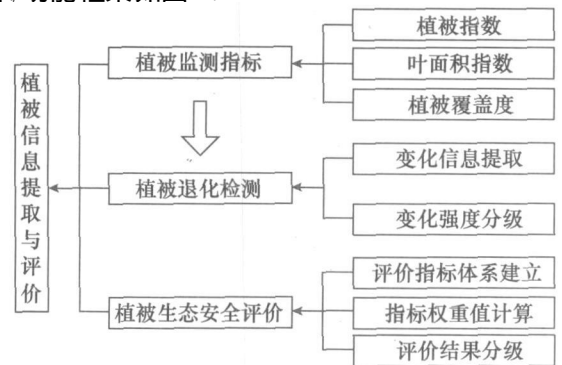 植被信息提取与评价
植被监测指标
植被指数
叶面积指数
植被覆盖度
植被退化检测
变化信息提取
变化强度分级
植被生态安全评价
评价指标体系建立
指标权重值计算
评价结果分级